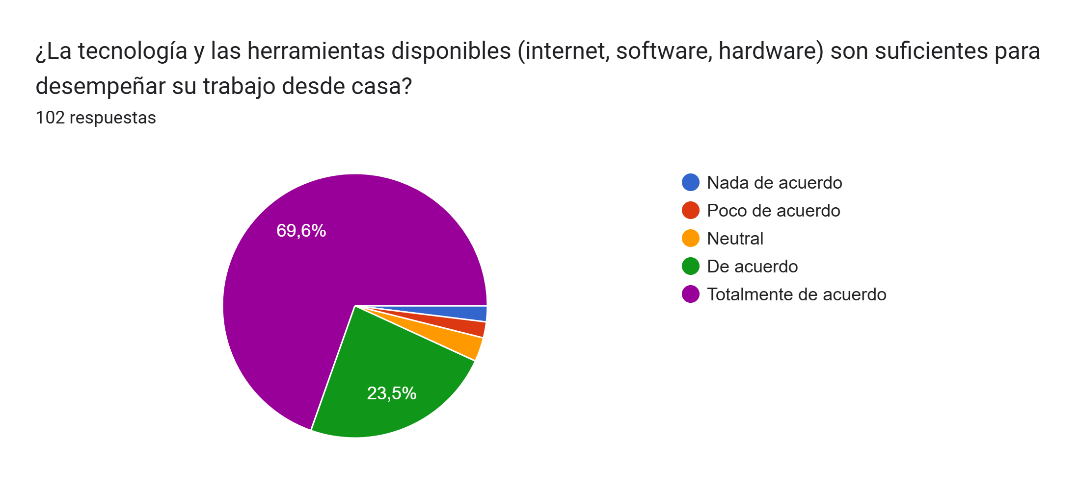 ¿La tecnología y las herramientas disponibles (internet, software, hardware) son suficientes para
desempeñar su trabajo desde casa?
102 respuestas
69,6%
23,5%
Nada de acuerdo
Poco de acuerdo
Neutral
De acuerdo
Totalmente de acuerdo